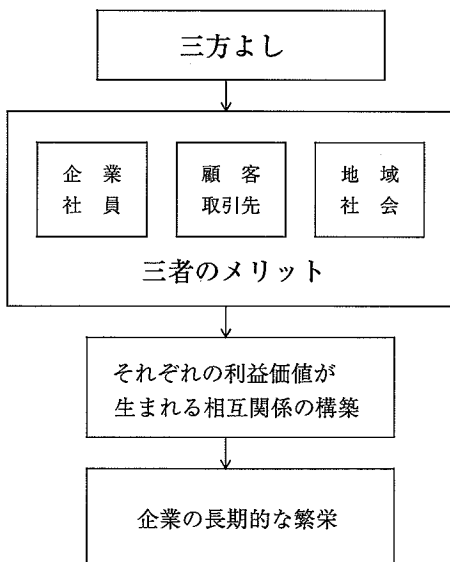 三方よし
企業
社員
顧客
取引先
地域
社会
三者のメリット
それぞれの利益価値が
生まれる相互関係の構築
企業の長期的な繁栄